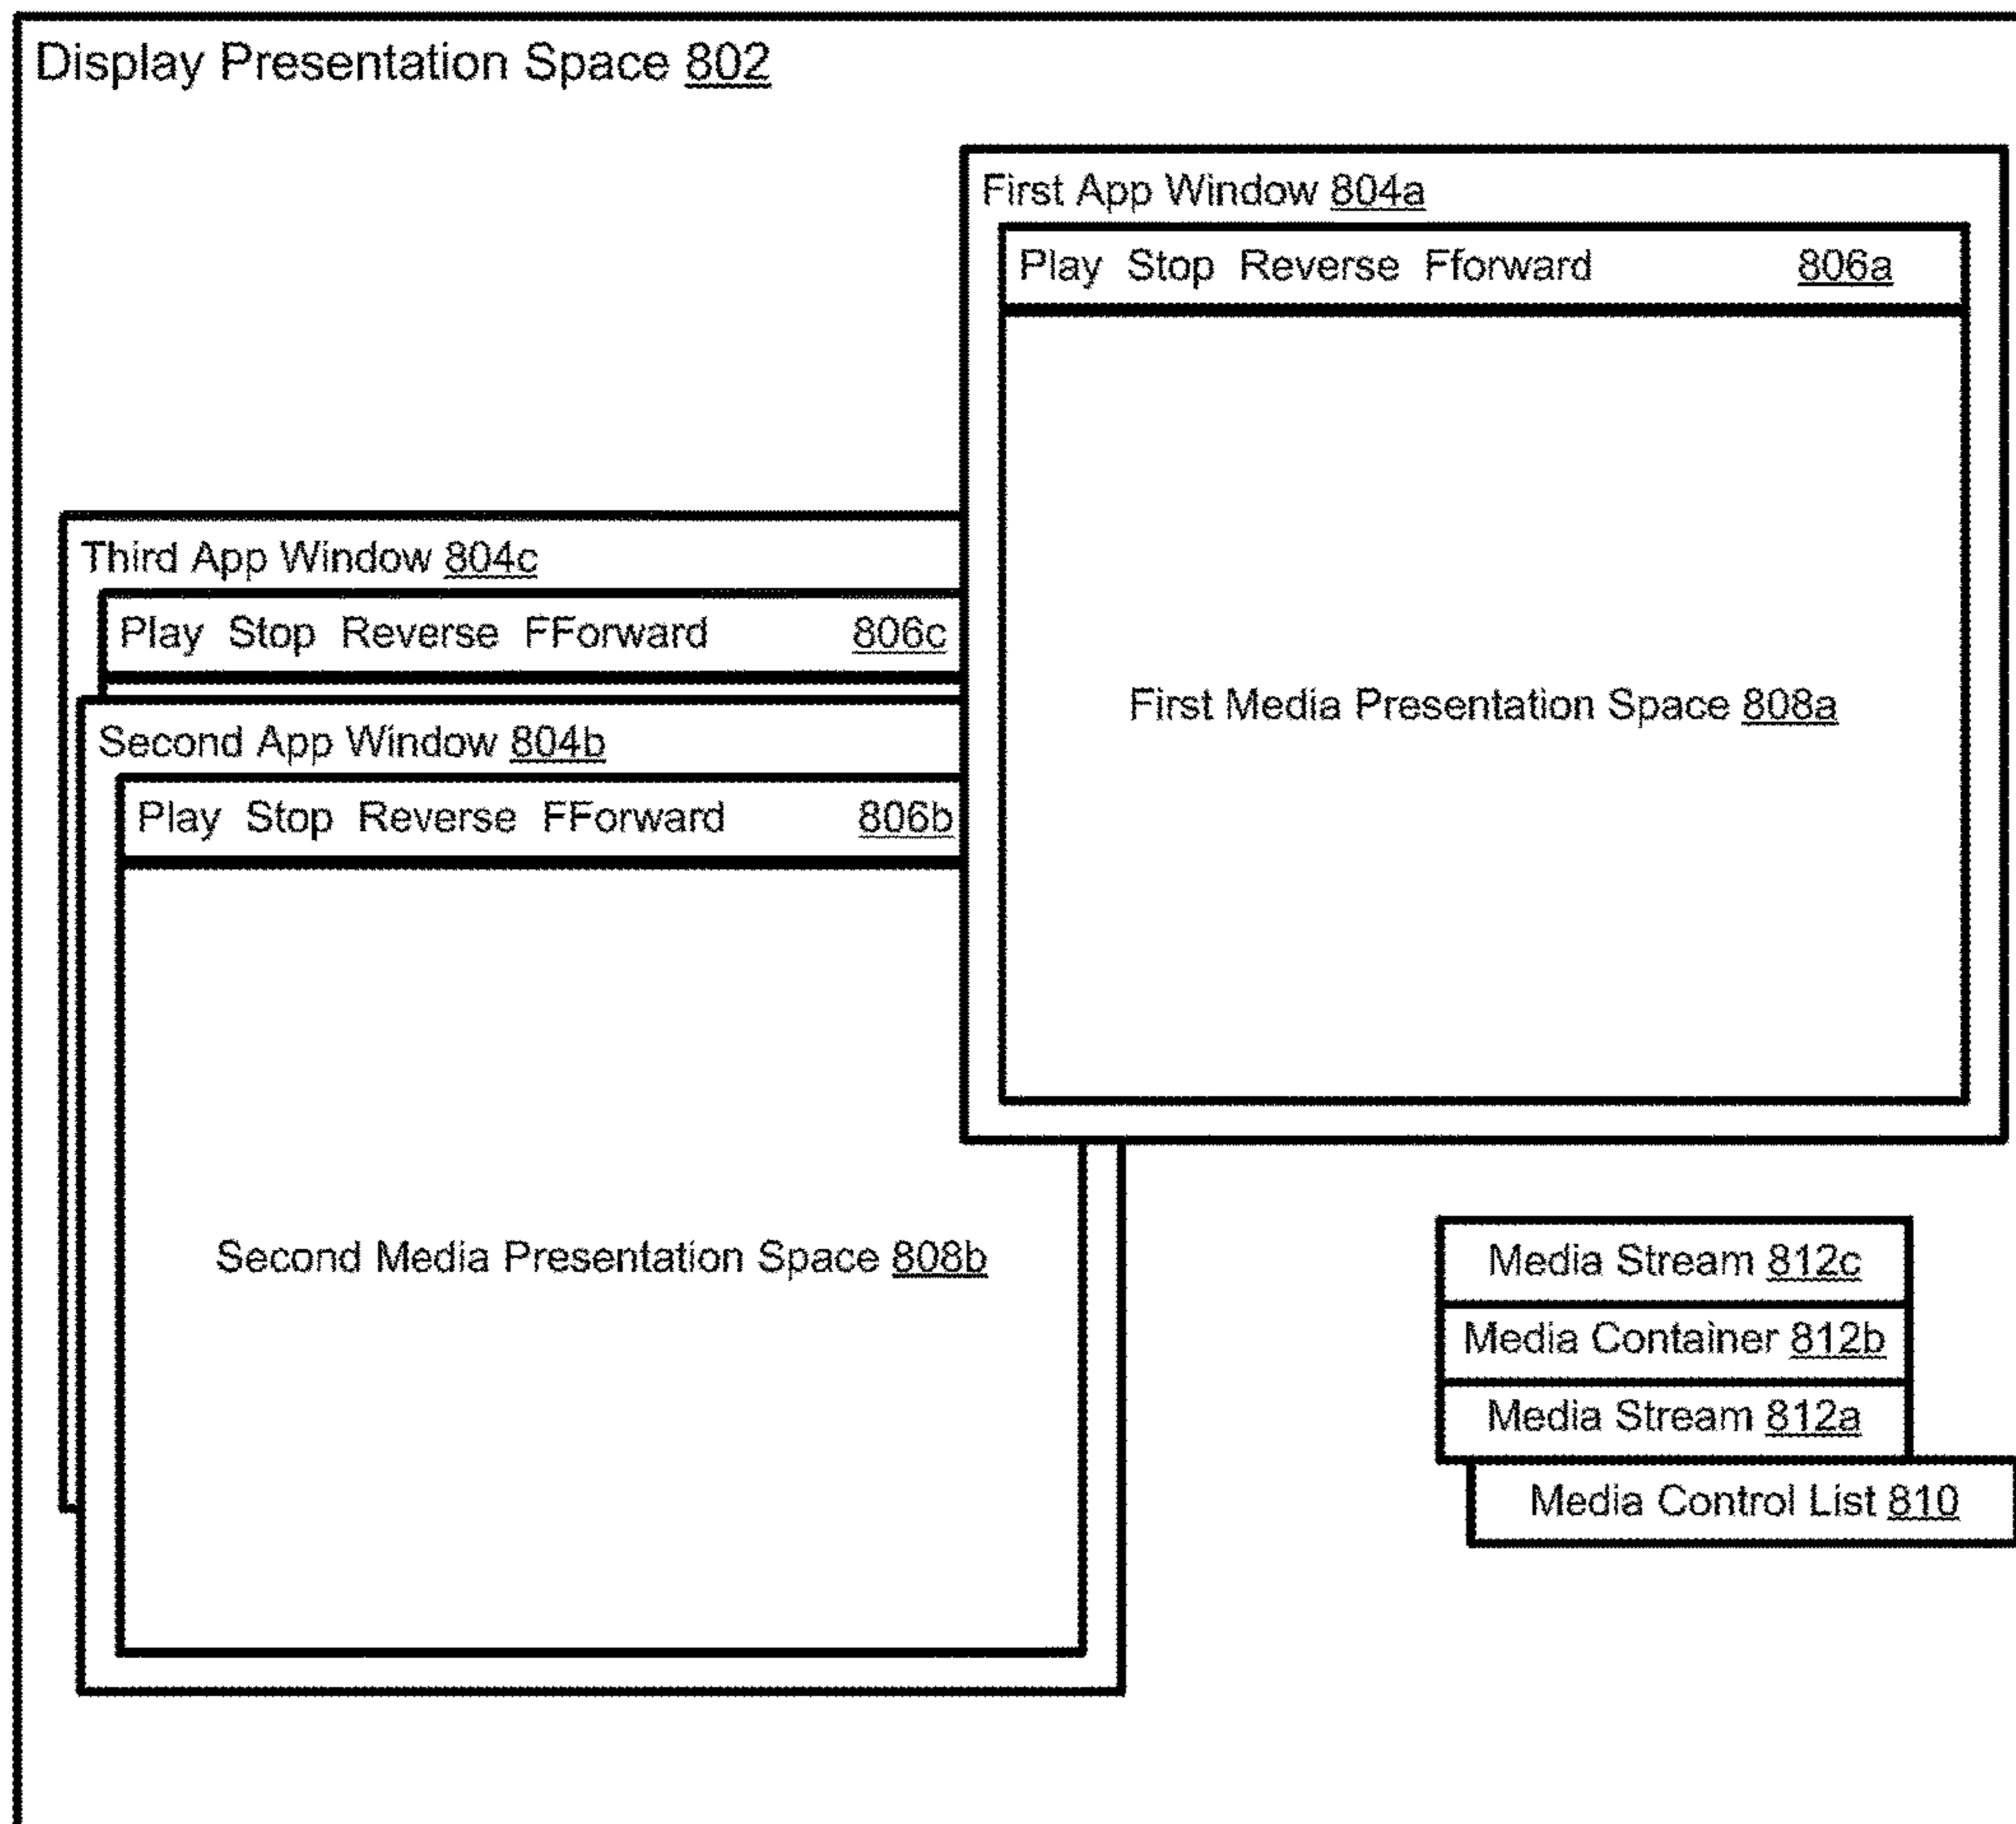 Display Presentation Space 802
First App Window 804a
Play Stop Reverse Fforward 806a
First Media Presentation Space 808a
Third App Window 804c
Play Stop Reverse FForward 806c
Second App Window 804b
Play Stop Reverse FForward 806b
Second Media Presentation Space 808b
Media Stream 812c
Media Container 812b
Media Stream 812a
Media Control List 810